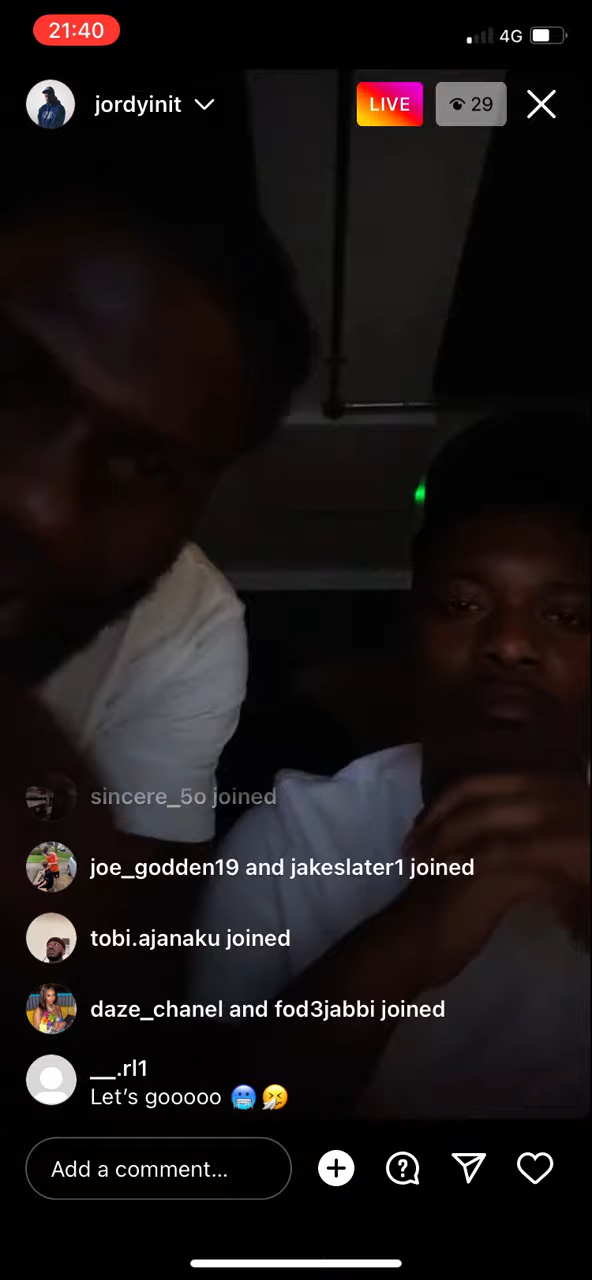 21:40
4G
jordyinit
LIVE
29
sincere_5o joined
joe_godden19 and jakeslater1 joined
tobi.ajanaku joined
daze_chanel and fod3jabbi joined
__.rl1
Let's gooooo 🥶🤧
Add a comment...